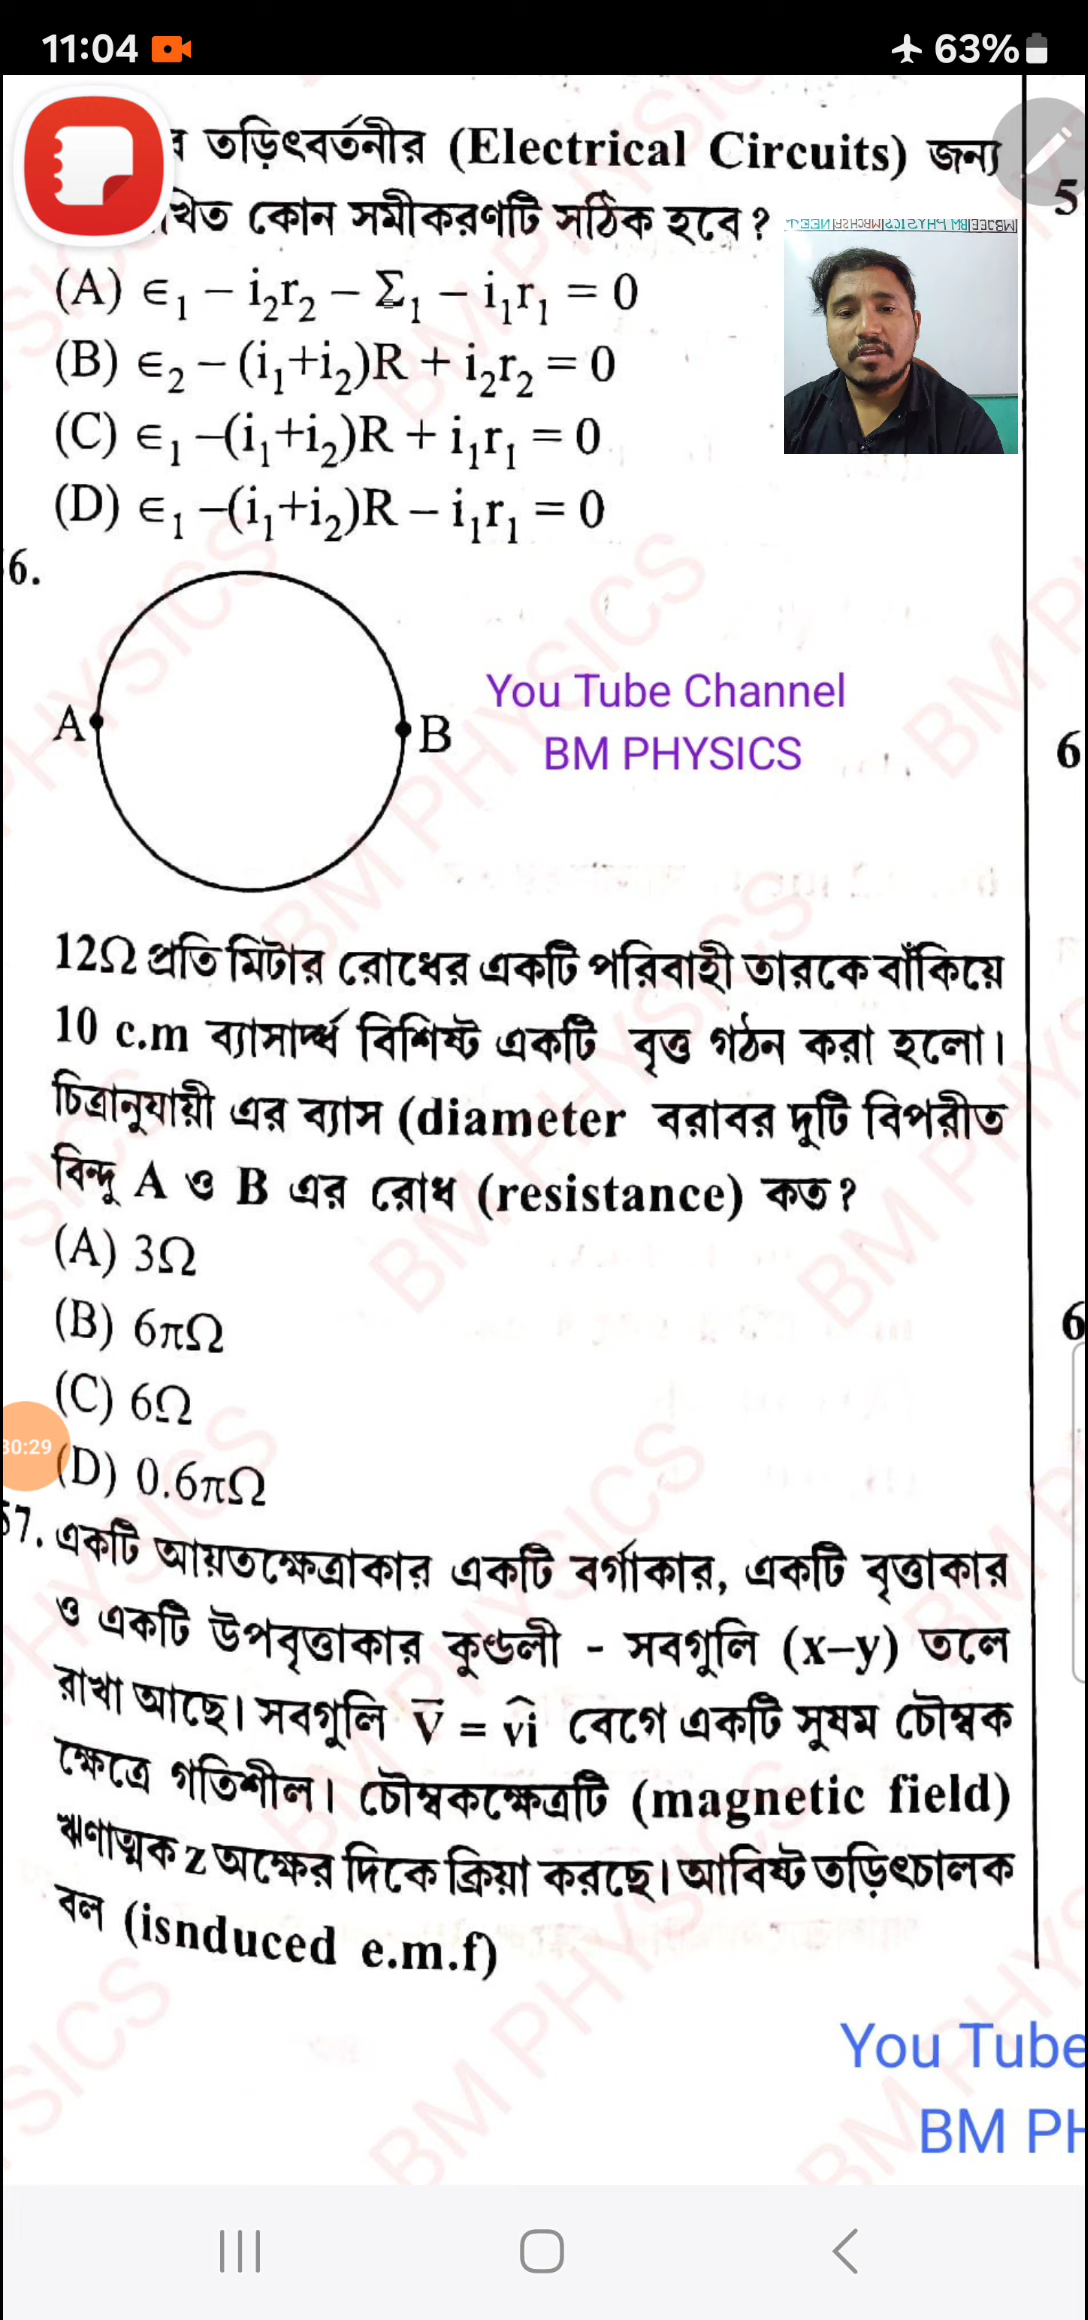 11:04
63%
তড়িৎবর্তনীর (Electrical Circuits) জন্য
কোন সমীকরণটি সঠিক হবে?
(A) ∈₁ − i₂r₂ − Σ₁ − i₁r₁ = 0
(B) ∈₂ − (i₁+i₂)R + i₂r₂ = 0
(C) ∈₁ −(i₁+i₂)R + i₁r₁ = 0
(D) ∈₁ −(i₁+i₂)R − i₁r₁ = 0
6.
A
B
You Tube Channel
BM PHYSICS
12Ω প্রতি মিটার রোধের একটি পরিবাহী তারকে বাঁকিয়ে
10 c.m ব্যাসার্ধ্ব বিশিষ্ট একটি বৃত্ত গঠন করা হলো।
চিত্রানুযায়ী এর ব্যাস (diameter বরাবর দুটি বিপরীত
বিন্দু A ও B এর রোধ (resistance) কত?
(A) 3Ω
(B) 6πΩ
(C) 6Ω
30:29
(D) 0.6πΩ
57. একটি আয়তক্ষেত্রাকার একটি বর্গাকার, একটি বৃত্তাকার
ও একটি উপবৃত্তাকার কুণ্ডলী - সবগুলি (x–y) তলে
রাখা আছে। সবগুলি V̅ = vî বেগে একটি সুষম চৌম্বক
ক্ষেত্রে গতিশীল। চৌম্বকক্ষেত্রটি (magnetic field)
ঋণাত্মক z অক্ষের দিকে ক্রিয়া করছে। আবিষ্ট তড়িৎচালক
বল (isnduced e.m.f)
5
6
6
You Tube
BM PH